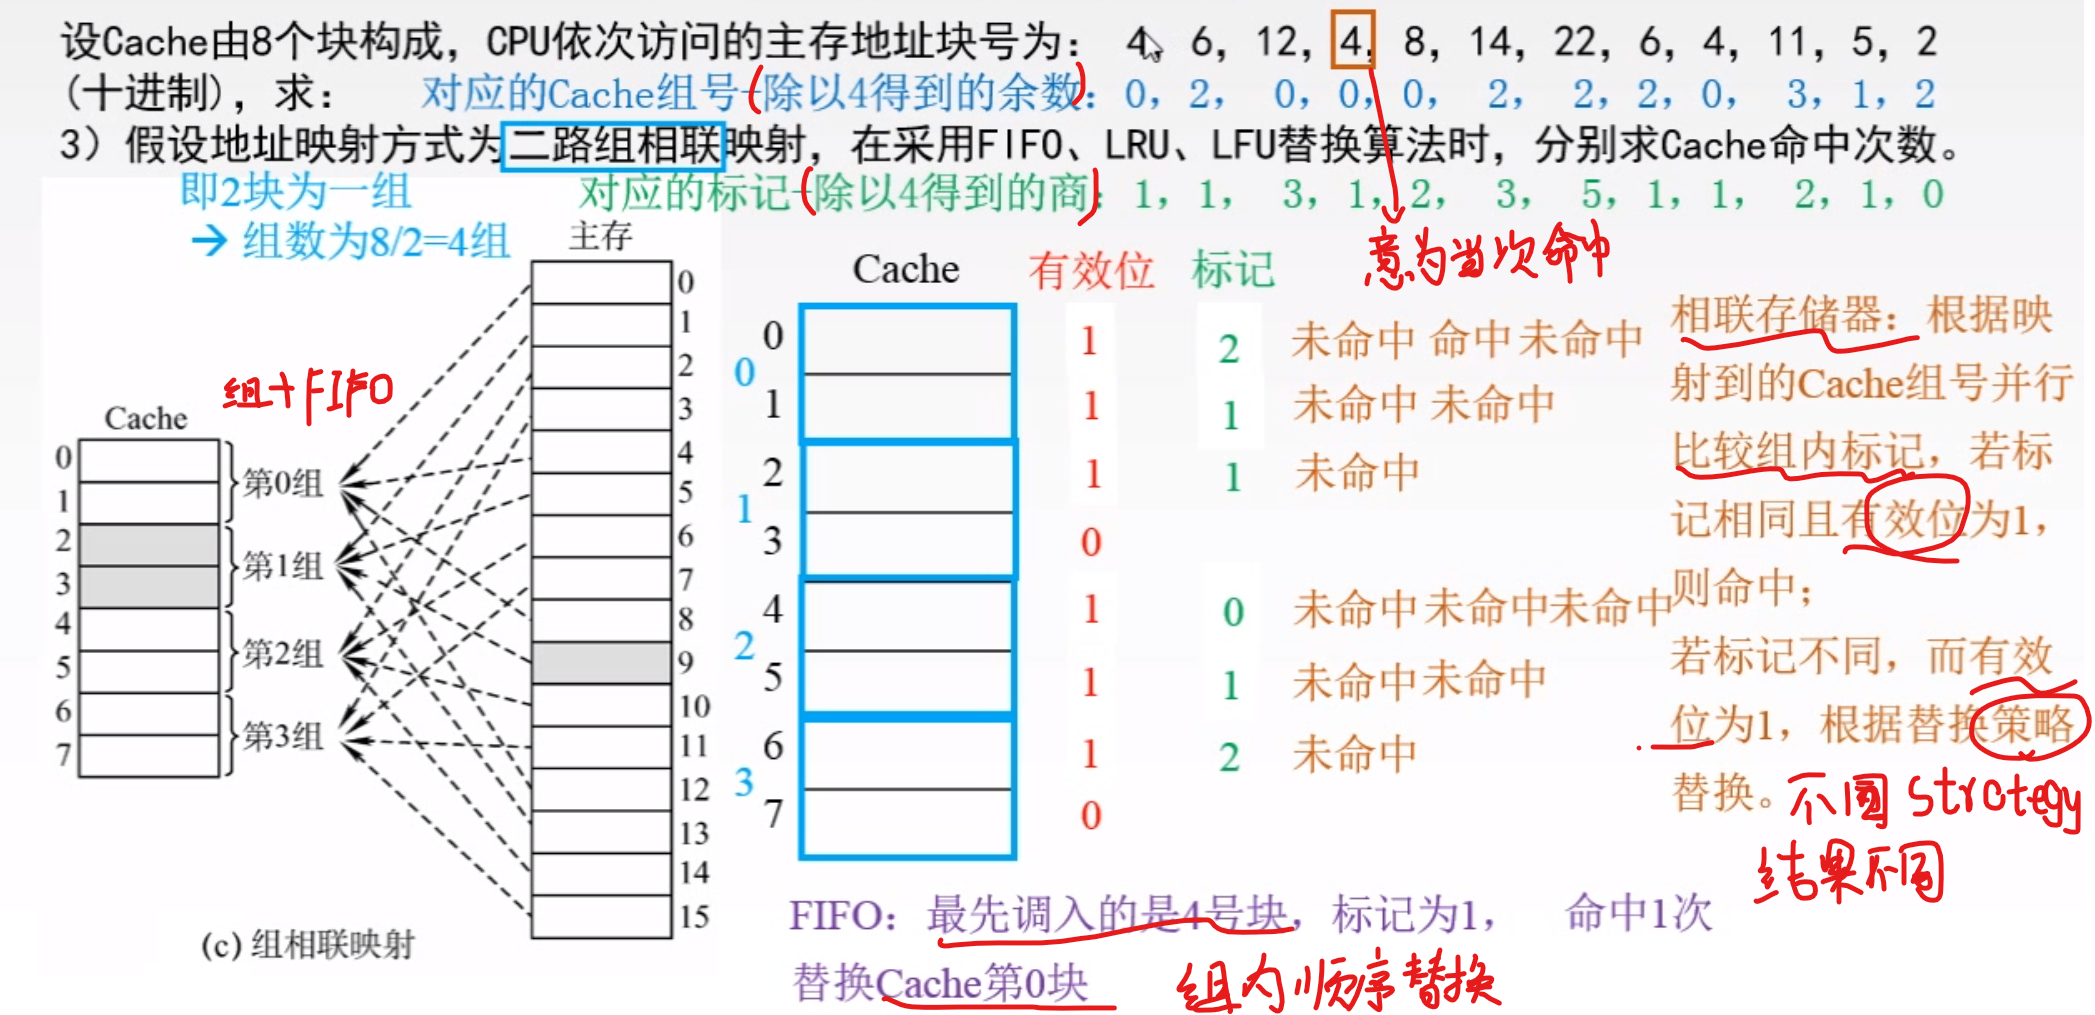 设Cache由8个块构成，CPU依次访问的主存地址块号为： 4, 6, 12, 4, 8, 14, 22, 6, 4, 11, 5, 2
(十进制)，求： 对应的Cache组号-(除以4得到的余数)：0, 2, 0, 0, 0, 2, 2, 2, 0, 3, 1, 2
3）假设地址映射方式为二路组相联映射，在采用FIFO、LRU、LFU替换算法时，分别求Cache命中次数。
即2块为一组 对应的标记-(除以4得到的商)：1, 1, 3, 1, 2, 3, 5, 1, 1, 2, 1, 0
→ 组数为8/2=4组
意为当次命中
主存
0
1
2
3
4
5
6
7
8
9
10
11
12
13
14
15
组+FIFO
Cache
0
1
2
3
4
5
6
7
第0组
第1组
第2组
第3组
(c) 组相联映射
Cache 有效位 标记
0 1 2 未命中 命中 未命中
0
1 1 1 未命中 未命中
2 1 1 未命中
1
3 0
4 1 0 未命中 未命中 未命中
2
5 1 1 未命中 未命中
6 1 2 未命中
3
7 0
相联存储器：根据映
射到的Cache组号并行
比较组内标记，若标
记相同且有效位为1，
则命中；
若标记不同，而有效
位为1，根据替换策略
替换。
不同strategy
结果不同
FIFO：最先调入的是4号块，标记为1， 命中1次
替换Cache第0块
组内顺序替换